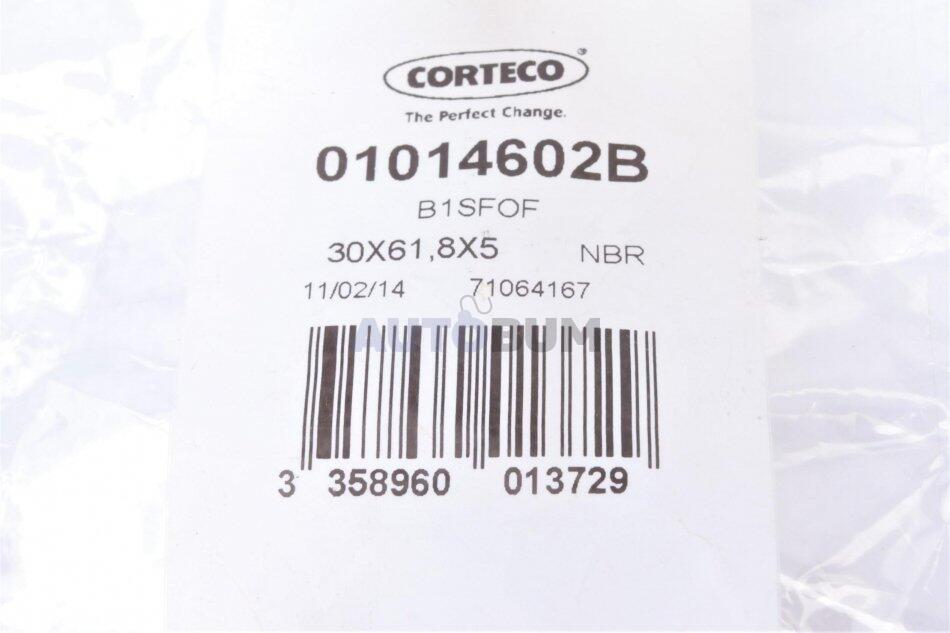 CORTECO®
The Perfect Change.
01014602B
B1SFOF
30X61,8X5 NBR
11/02/14 71064167
AUTOBUM
3 358960 013729